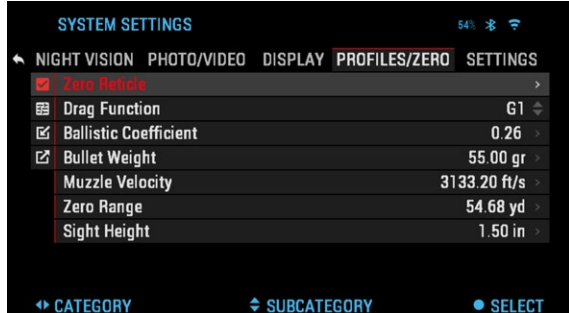 SYSTEM SETTINGS 54%
NIGHT VISION PHOTO/VIDEO DISPLAY PROFILES/ZERO SETTINGS
Zero Reticle
Drag Function G1
Ballistic Coefficient 0.26
Bullet Weight 55.00 gr
Muzzle Velocity 3133.20 ft/s
Zero Range 54.68 yd
Sight Height 1.50 in
CATEGORY SUBCATEGORY SELECT